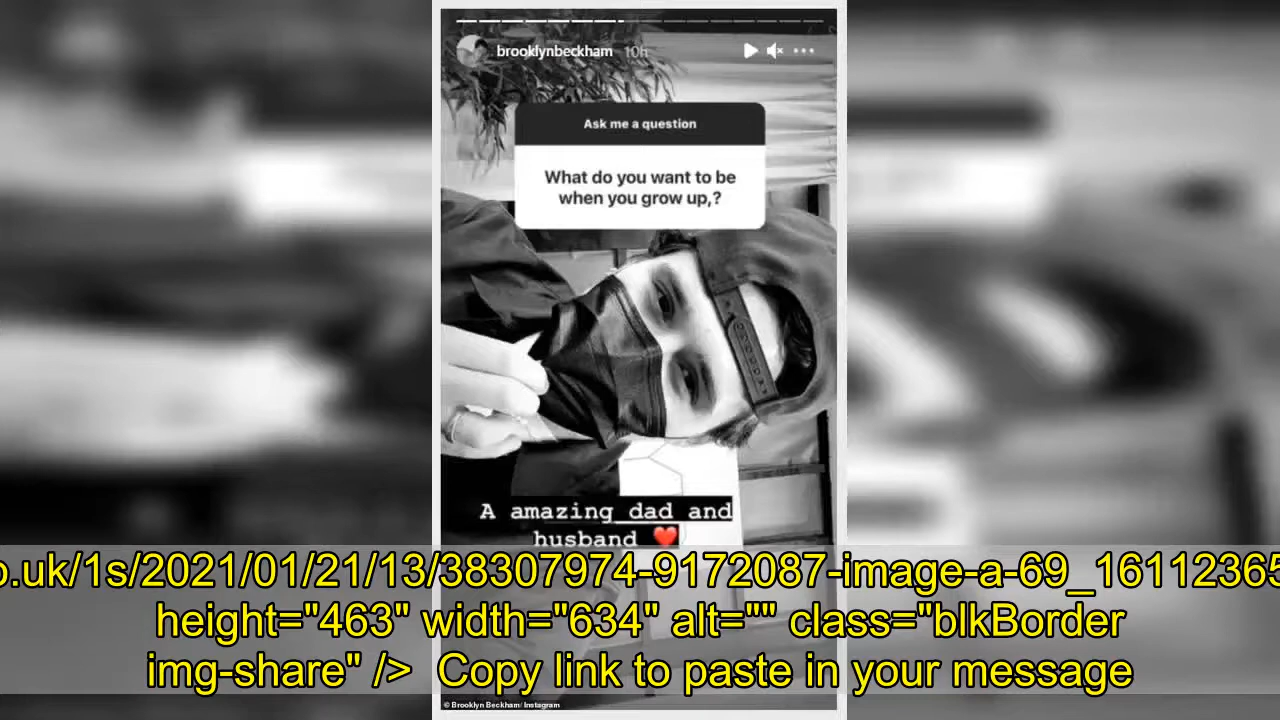 brooklynbeckham 10h
Ask me a question
What do you want to be
when you grow up,?
A amazing dad and
husband ❤️
o.uk/1s/2021/01/21/13/38307974-9172087-image-a-69_16112365
height="463" width="634" alt="" class="blkBorder
img-share" /> Copy link to paste in your message
© Brooklyn Beckham/ Instagram